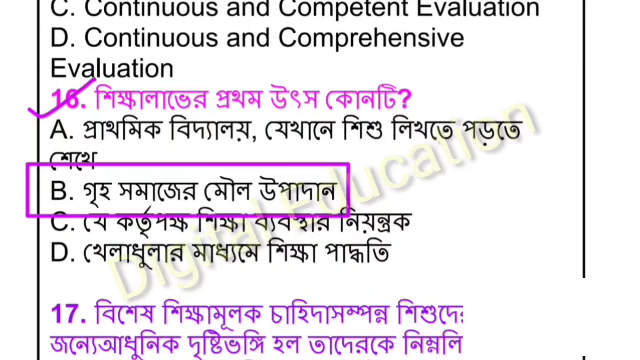 C. Continuous and Competent Evaluation
D. Continuous and Comprehensive
Evaluation
16. শিক্ষালাভের প্রথম উৎস কোনটি?
A. প্রাথমিক বিদ্যালয়, যেখানে শিশু লিখতে পড়তে
শেখে
B. গৃহ সমাজের মৌল উপাদান
C. যে কর্তৃপক্ষ শিক্ষা ব্যবস্থার নিয়ন্ত্রক
D. খেলাধুলার মাধ্যমে শিক্ষা পাদ্ধতি
Digital Education
17. বিশেষ শিক্ষামূলক চাহিদাসম্পন্ন শিশুদের
জন্যেআধুনিক দৃষ্টিভঙ্গি হল তাদেরকে নিম্নলি